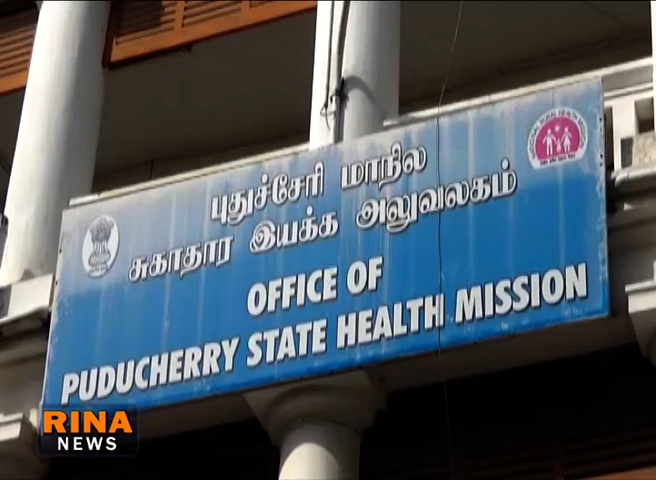 புதுச்சேரி மாநில
சுகாதார இயக்க அலுவலகம்
OFFICE OF
PUDUCHERRY STATE HEALTH MISSION
RINA
NEWS